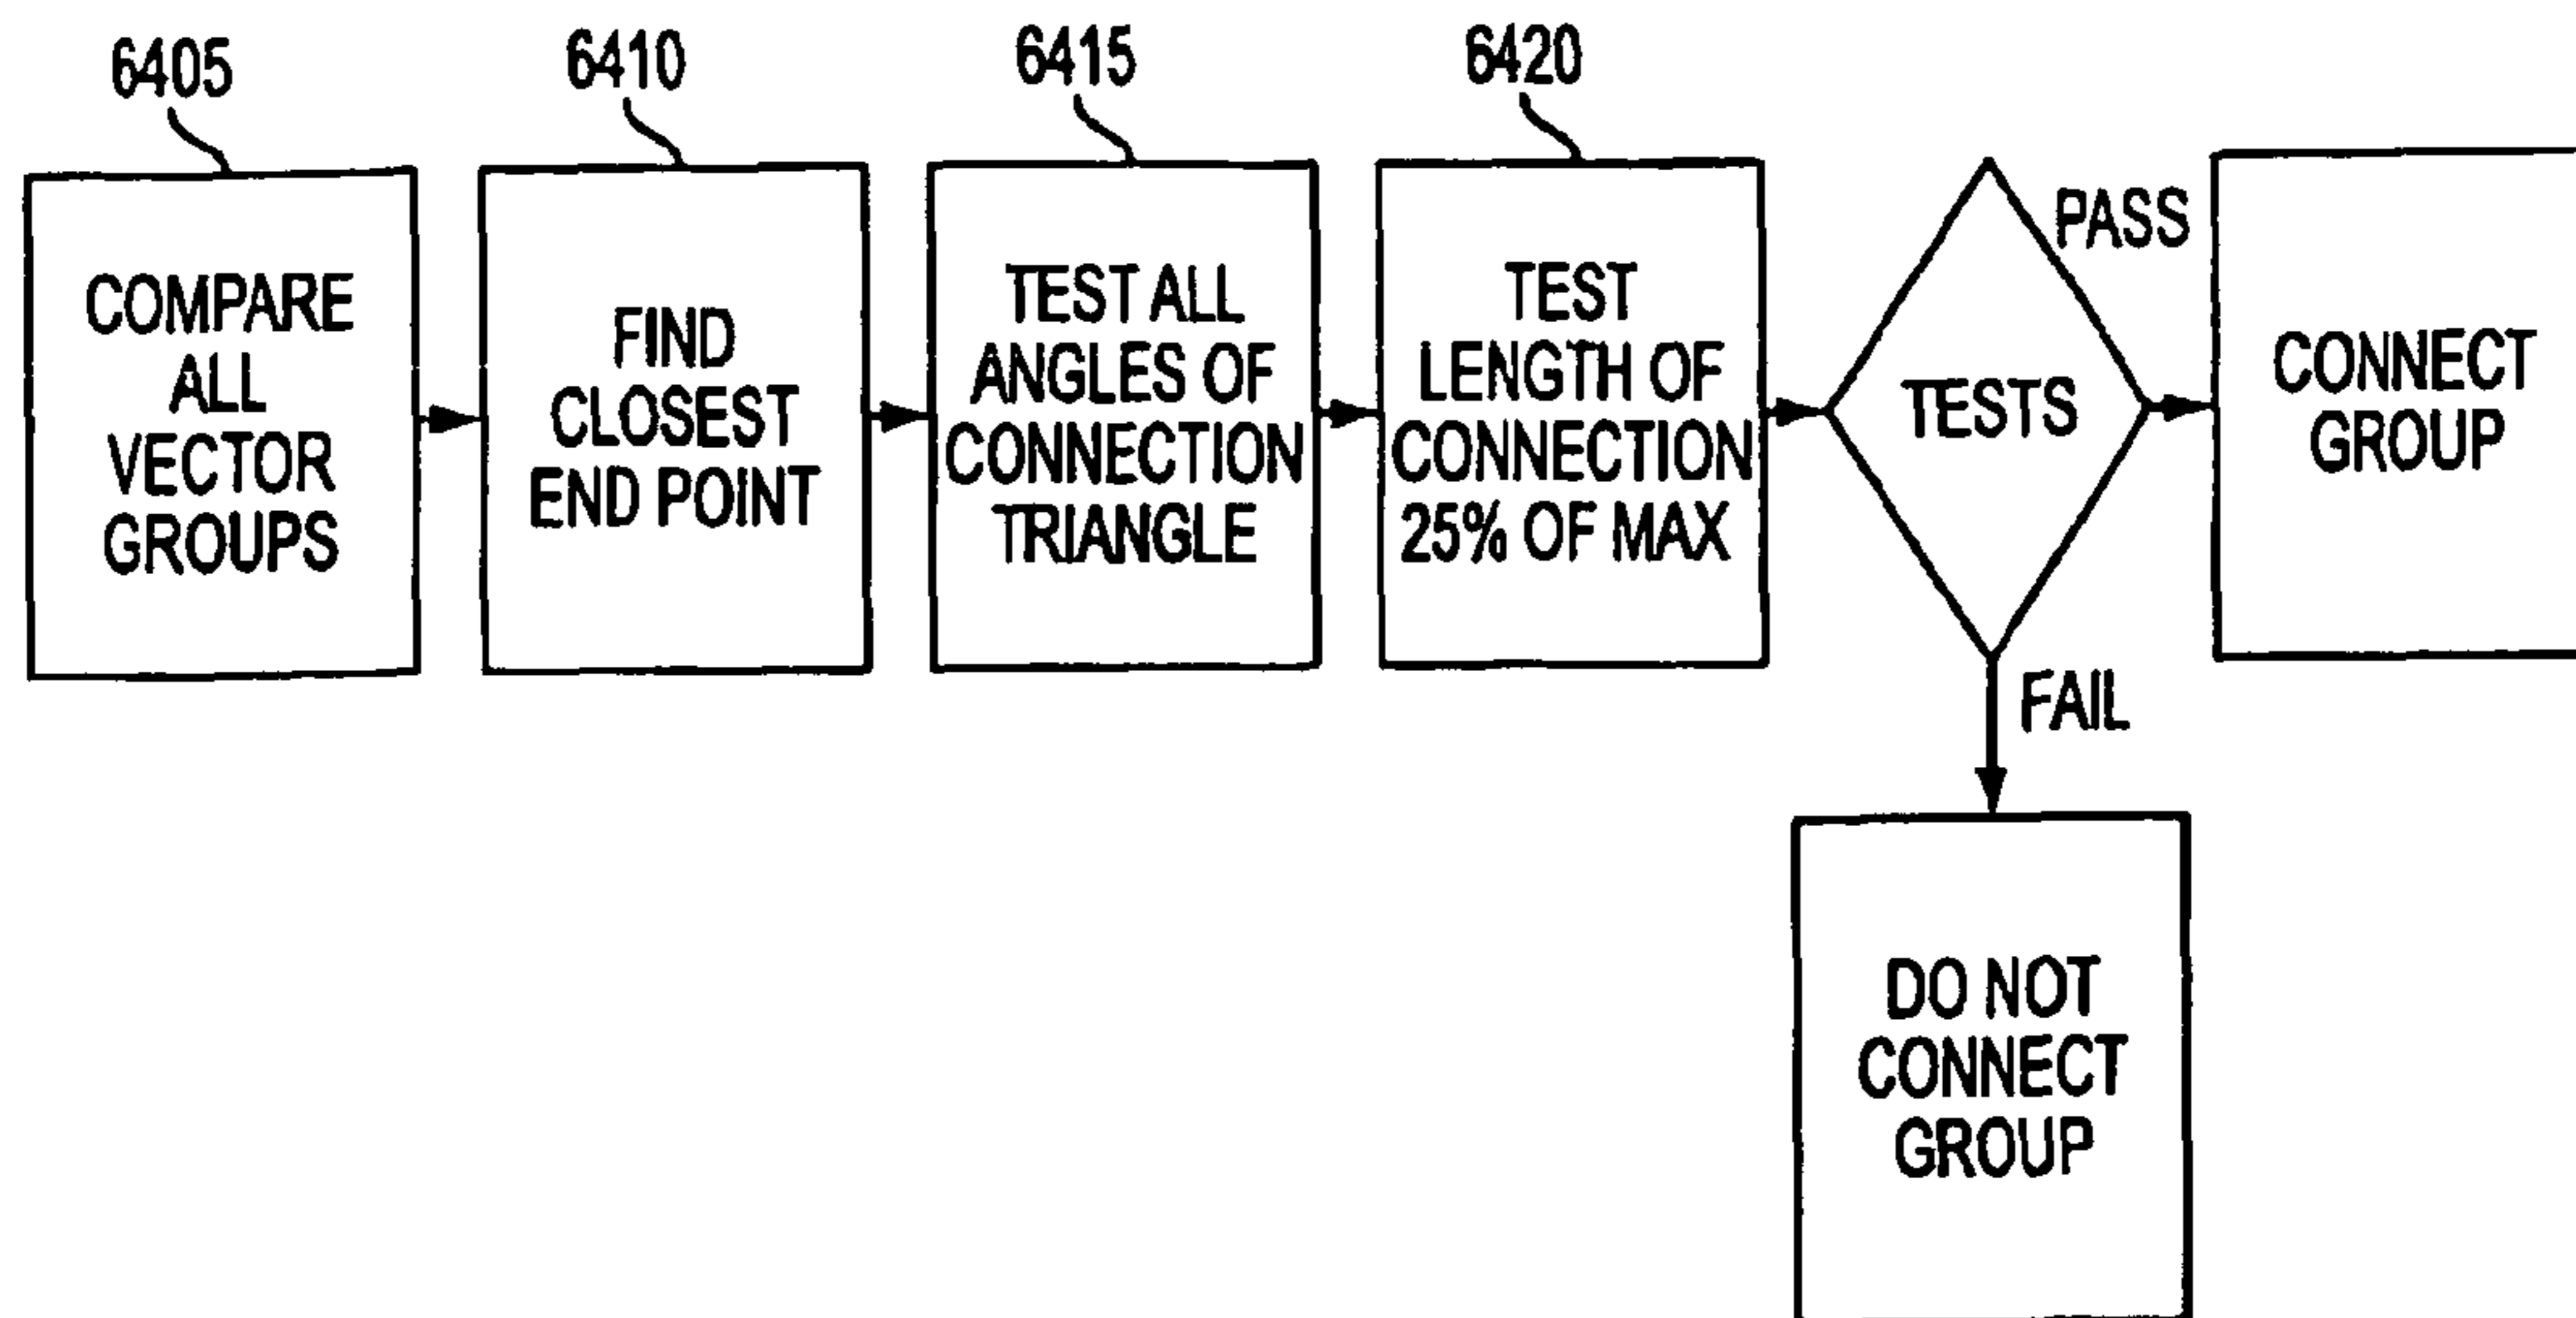 6405
COMPARE
ALL
VECTOR
GROUPS
6410
FIND
CLOSEST
END POINT
6415
TEST ALL
ANGLES OF
CONNECTION
TRIANGLE
6420
TEST
LENGTH OF
CONNECTION
25% OF MAX
TESTS
PASS
CONNECT
GROUP
FAIL
DO NOT
CONNECT
GROUP